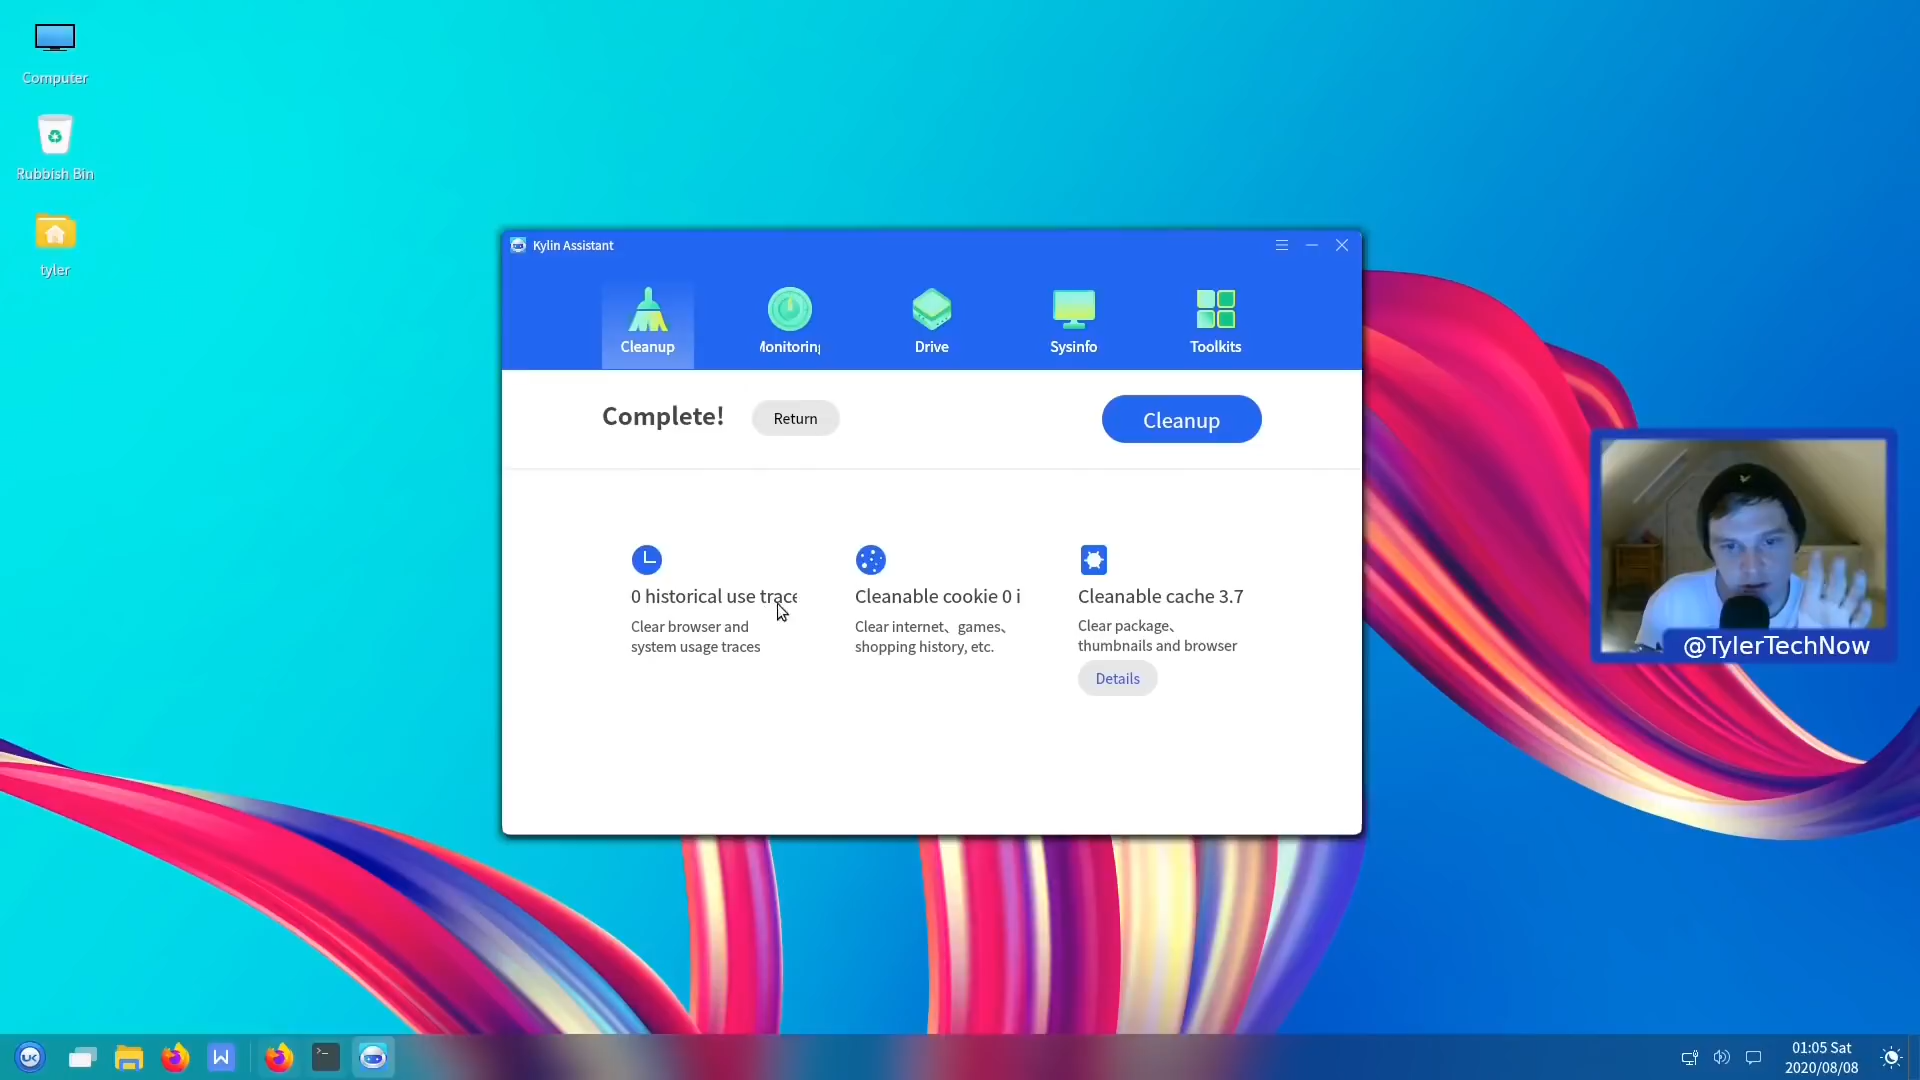 Computer
Rubbish Bin
tyler
Kylin Assistant
Cleanup
Monitoring
Drive
Sysinfo
Toolkits
Complete!
Return
Cleanup
0 historical use trace
Cleanable cookie 0 i
Cleanable cache 3.7
Clear browser and
system usage traces
Clear internet、games、
shopping history, etc.
Clear package、
thumbnails and browser
Details
@TylerTechNow
UK
W
>_
01:05 Sat
2020/08/08